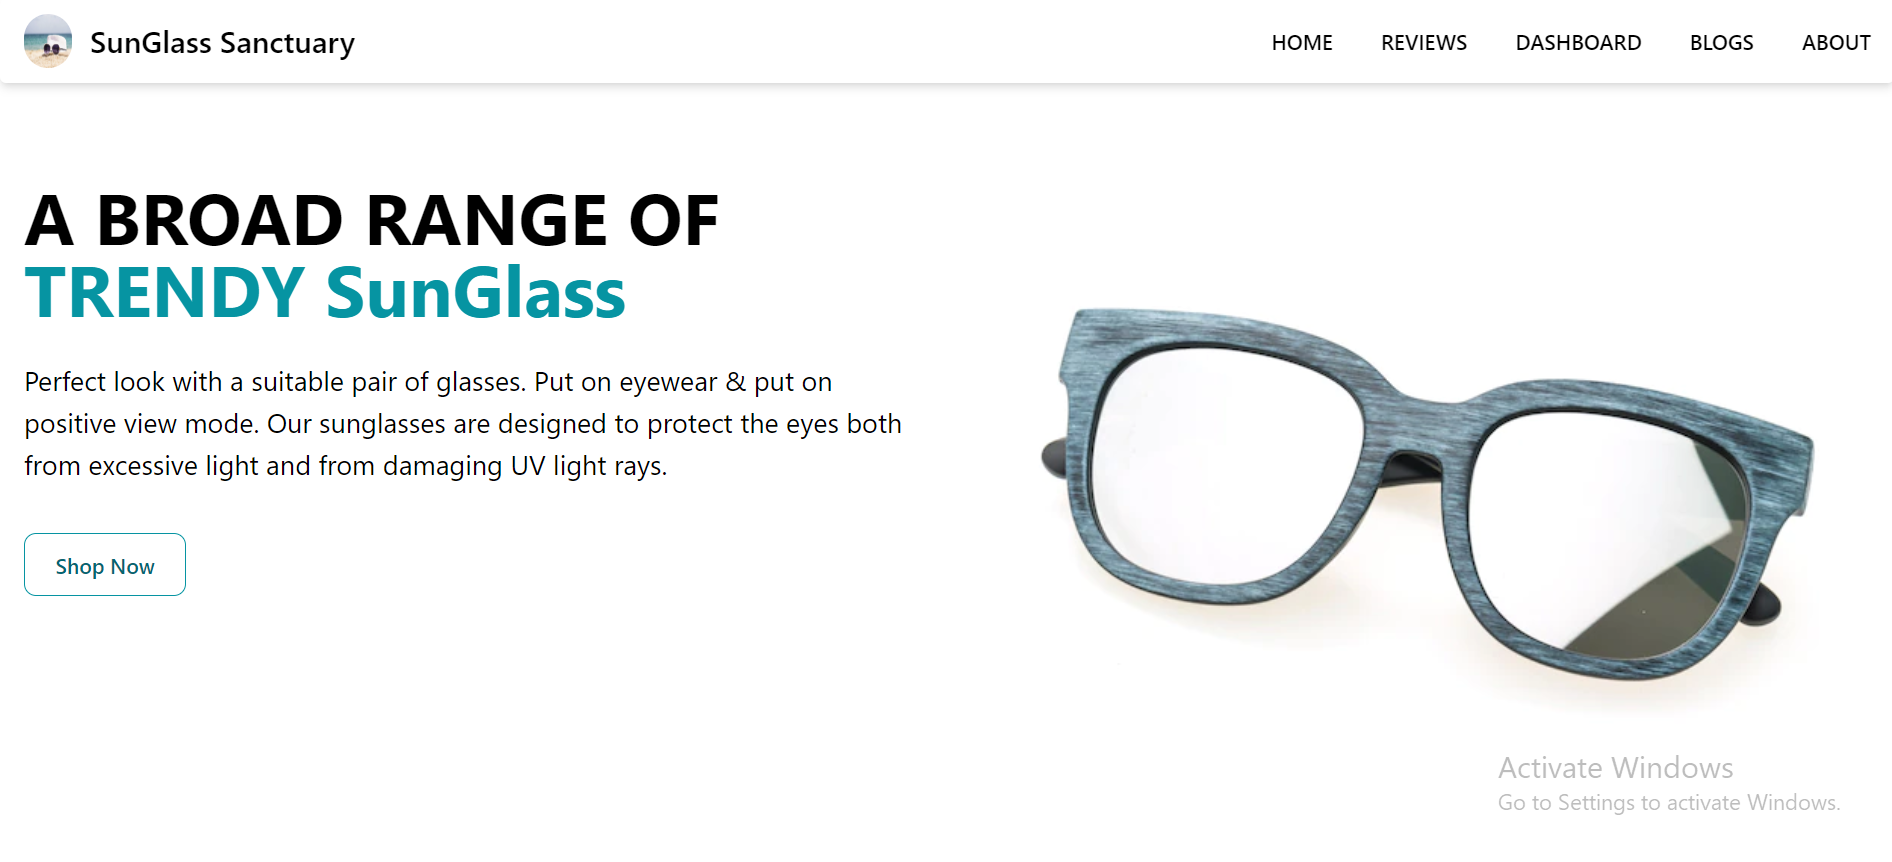 SunGlass Sanctuary
HOME REVIEWS DASHBOARD BLOGS ABOUT
A BROAD RANGE OF
TRENDY SunGlass
Perfect look with a suitable pair of glasses. Put on eyewear & put on
positive view mode. Our sunglasses are designed to protect the eyes both
from excessive light and from damaging UV light rays.
Shop Now
Activate Windows
Go to Settings to activate Windows.